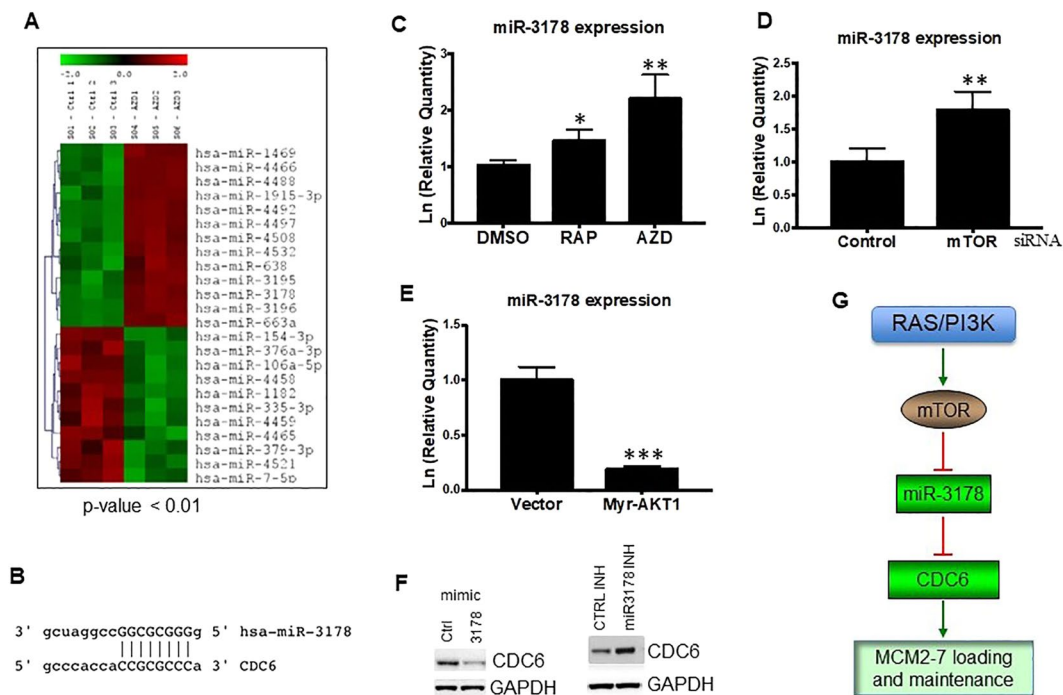 A
-2.0 0.0 2.0
S01 - Ctrl 1
S02 - Ctrl 2
S03 - Ctrl 3
S04 - AZD1
S05 - AZD2
S06 - AZD3
hsa-miR-1469
hsa-miR-4466
hsa-miR-4488
hsa-miR-1915-3p
hsa-miR-4492
hsa-miR-4497
hsa-miR-4508
hsa-miR-4532
hsa-miR-638
hsa-miR-3195
hsa-miR-3178
hsa-miR-3196
hsa-miR-663a
hsa-miR-154-3p
hsa-miR-376a-3p
hsa-miR-106a-5p
hsa-miR-4458
hsa-miR-1182
hsa-miR-335-3p
hsa-miR-4459
hsa-miR-4465
hsa-miR-379-3p
hsa-miR-4521
hsa-miR-7-5p
p-value < 0.01
B
3' gcuaggccGGCGCGGGg 5' hsa-miR-3178
||||||||
5' gcccaccaCCGCGCCCa 3' CDC6
C
miR-3178 expression
Ln (Relative Quantity)
3
2
1
0
*
**
DMSO RAP AZD
D
miR-3178 expression
Ln (Relative Quantity)
2.5
2.0
1.5
1.0
0.5
0.0
**
Control mTOR siRNA
E
miR-3178 expression
Ln (Relative Quantity)
1.5
1.0
0.5
0.0
***
Vector Myr-AKT1
F
mimic
Ctrl
3178
CDC6
GAPDH
CTRL INH
miR3178 INH
CDC6
GAPDH
G
RAS/PI3K
mTOR
miR-3178
CDC6
MCM2-7 loading
and maintenance